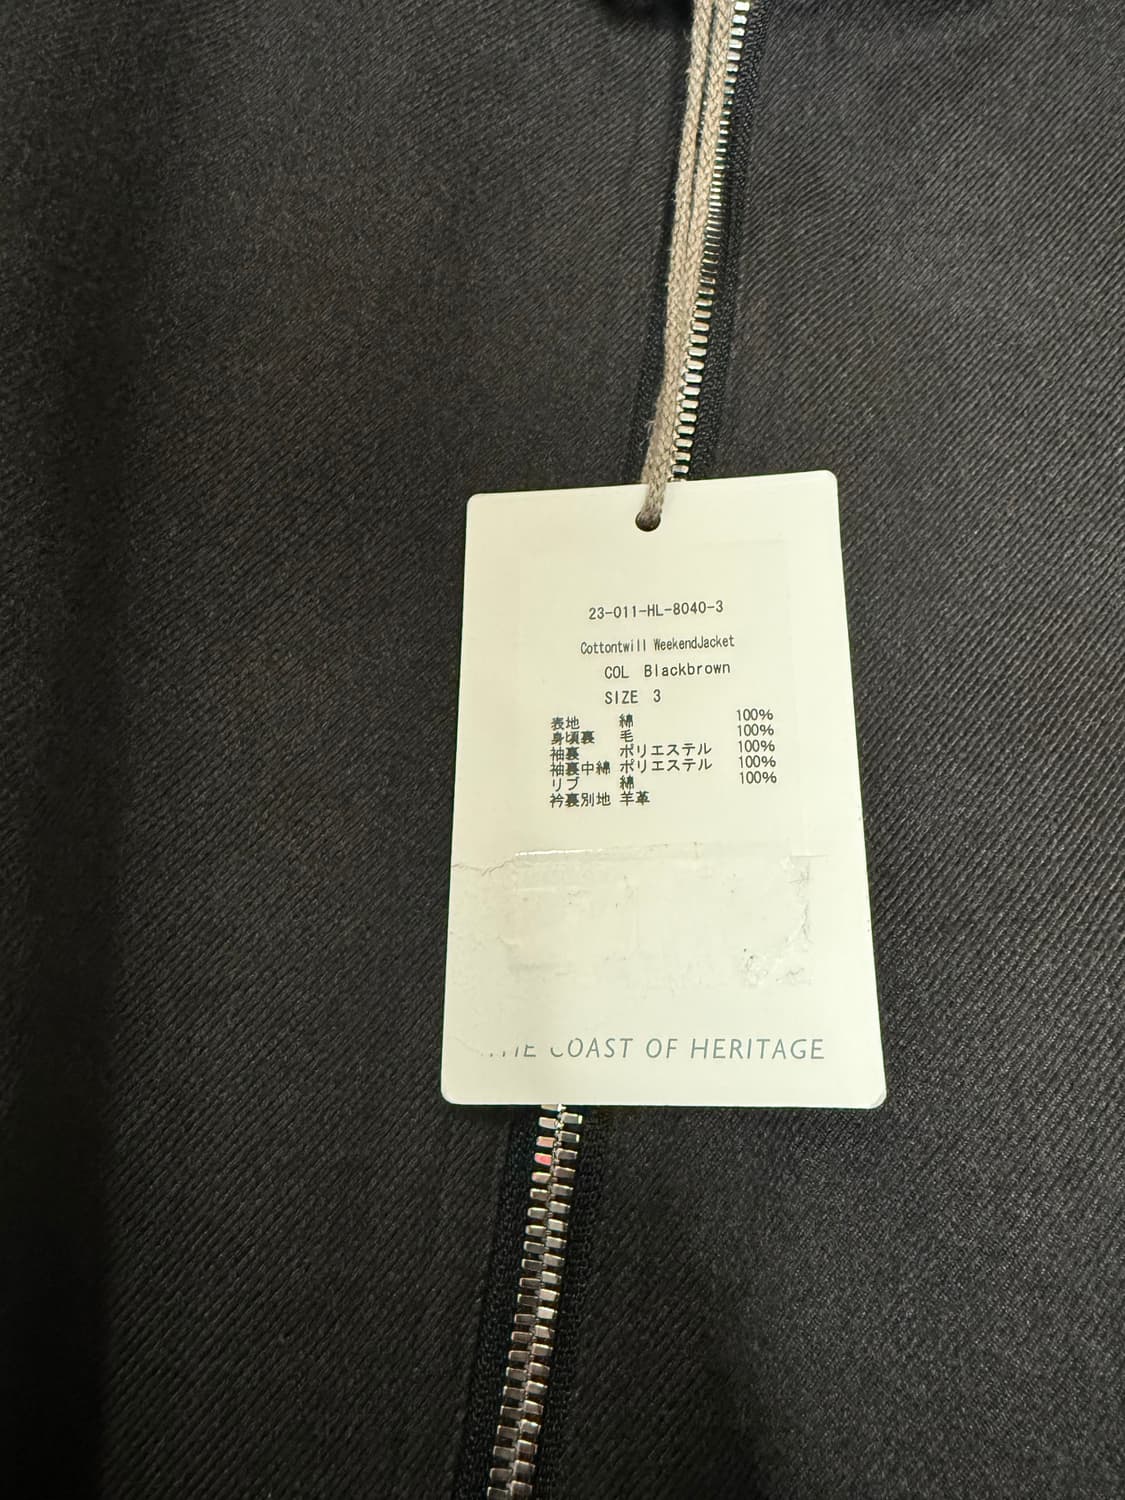 23-011-HL-8040-3
Cottontwill WeekendJacket
COL Blackbrown
SIZE 3
表地 綿 100%
身頃裏 毛 100%
袖裏 ポリエステル 100%
袖裏中綿 ポリエステル 100%
リブ 綿 100%
衿裏別地 羊革
THE COAST OF HERITAGE